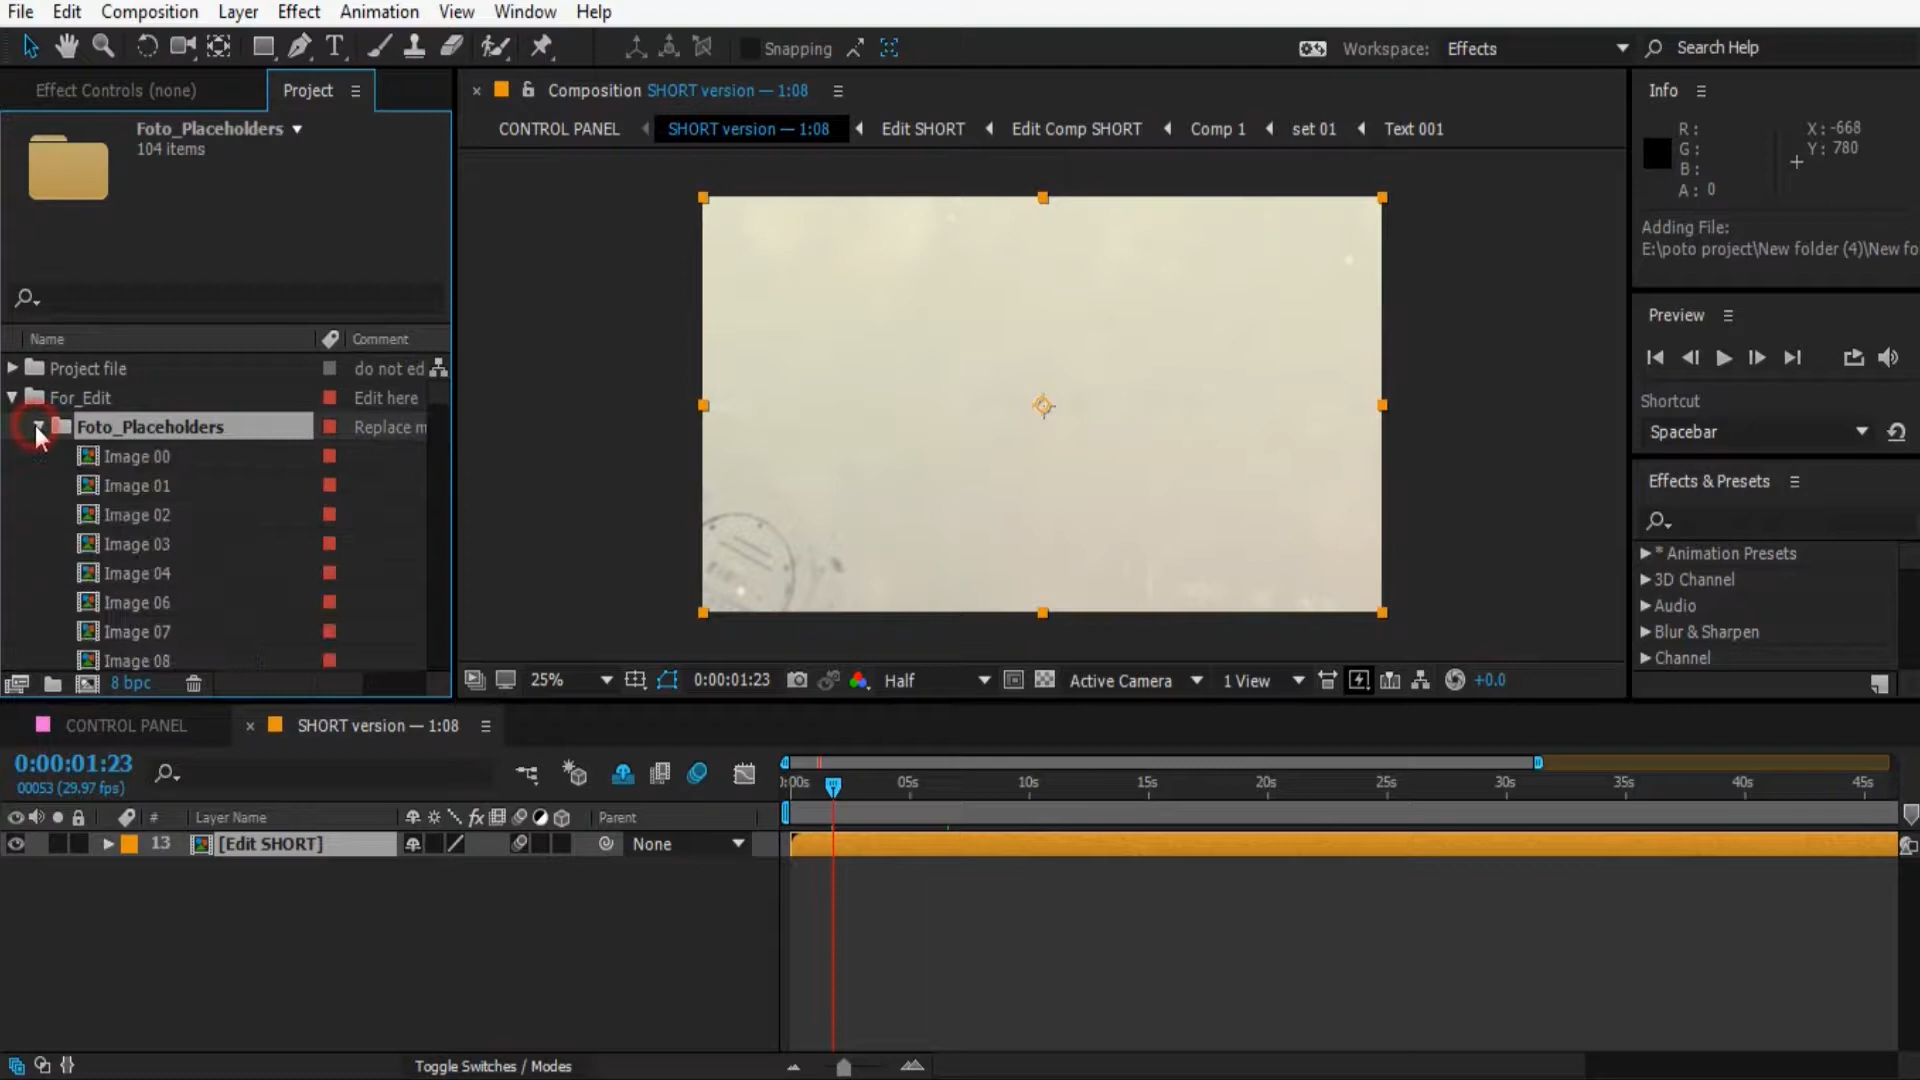 File Edit Composition Layer Effect Animation View Window Help
Snapping
Workspace: Effects
Search Help
Effect Controls (none)
Project
Foto_Placeholders
104 items
Name Comment
Project file do not ed
For_Edit Edit here
Foto_Placeholders Replace m
Image 00
Image 01
Image 02
Image 03
Image 04
Image 06
Image 07
Image 08
8 bpc
Composition SHORT version — 1:08
CONTROL PANEL SHORT version — 1:08 Edit SHORT Edit Comp SHORT Comp 1 set 01 Text 001
25% 0:00:01:23 Half Active Camera 1 View +0.0
Info
R: X: -668
G: Y: 780
B:
A: 0
Adding File:
E:\poto project\New folder (4)\New fo
Preview
Shortcut
Spacebar
Effects & Presets
* Animation Presets
3D Channel
Audio
Blur & Sharpen
Channel
CONTROL PANEL
SHORT version — 1:08
0:00:01:23
00053 (29.97 fps)
:00s 05s 10s 15s 20s 25s 30s 35s 40s 45s
# Layer Name fx Parent
13 [Edit SHORT] None
Toggle Switches / Modes